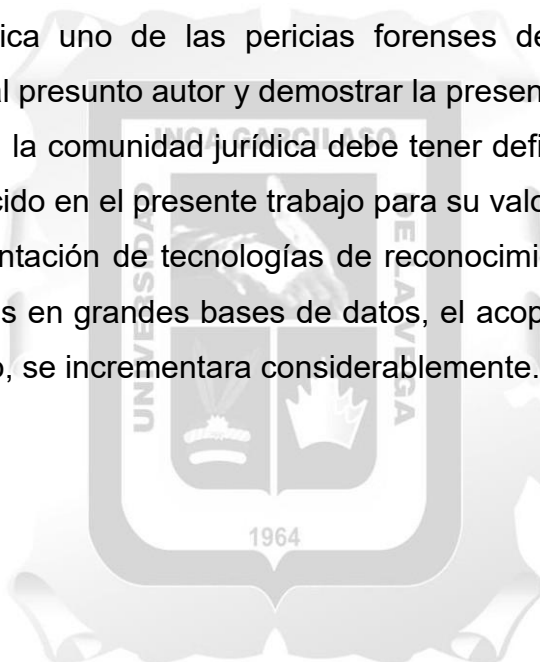 ica uno de las pericias forenses de
al presunto autor y demostrar la presen
la comunidad jurídica debe tener defi
cido en el presente trabajo para su valo
ntación de tecnologías de reconocimi
s en grandes bases de datos, el acop
o, se incrementara considerablemente.
UNIVERSIDAD
INCA GARCILASO
DE LA VEGA
1964